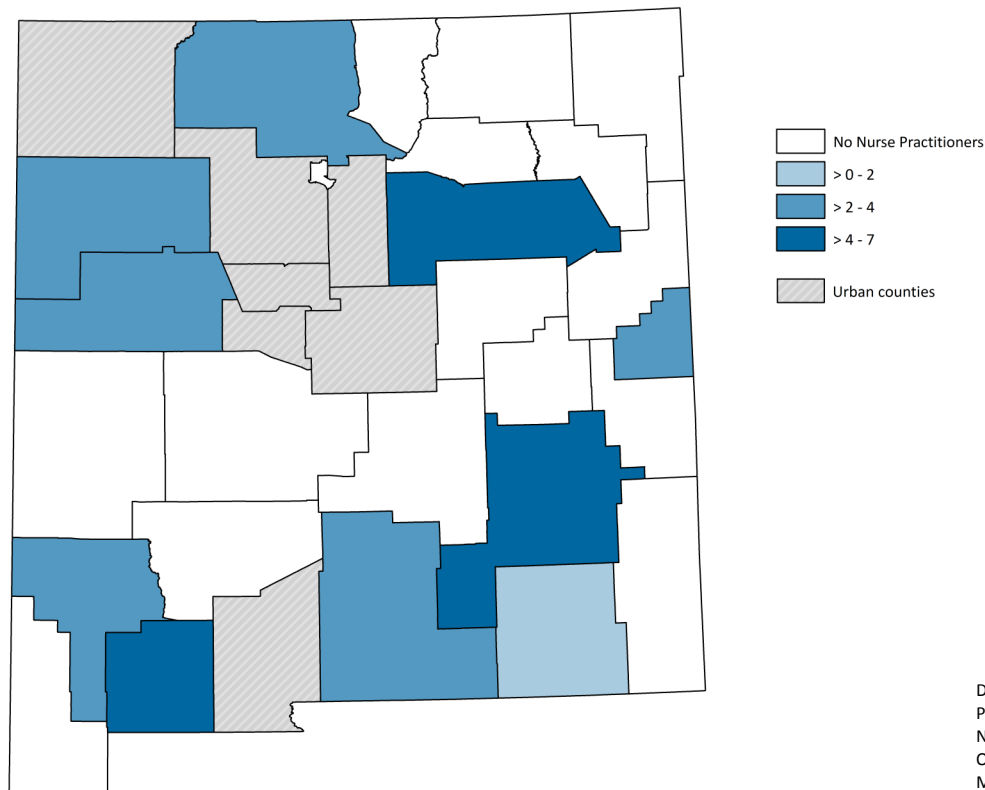 No Nurse Practitioners
> 0 - 2
> 2 - 4
> 4 - 7
Urban counties
D
P
N
O
M